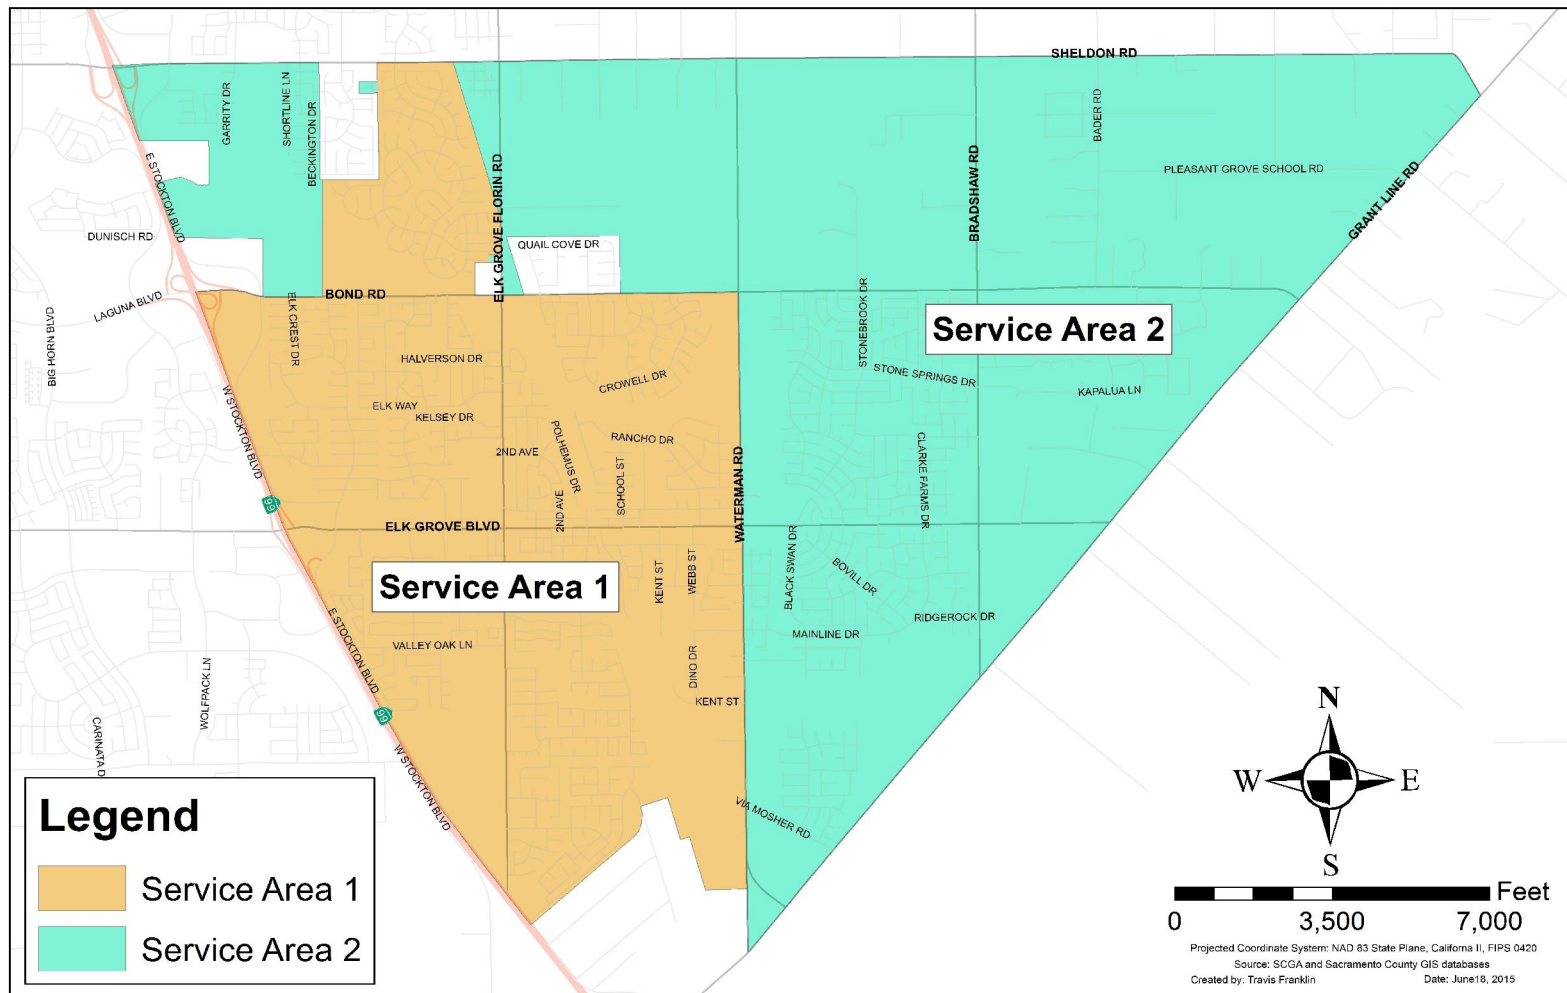 SHELDON RD
GARRITY DR
SHORTLINE LN
BECKINGTON DR
BADER RD
E STOCKTON BLVD
ELK GROVE FLORIN RD
BRADSHAW RD
PLEASANT GROVE SCHOOL RD
GRANT LINE RD
DUNISCH RD
QUAIL COVE DR
LAGUNA BLVD
BOND RD
BIG HORN BLVD
ELK CREST DR
STONEBROOK DR
Service Area 2
HALVERSON DR
CROWELL DR
STONE SPRINGS DR
KAPALUA LN
W STOCKTON BLVD
ELK WAY
KELSEY DR
2ND AVE
POLHEMUS DR
RANCHO DR
SCHOOL ST
WATERMAN RD
CLARKE FARMS DR
99
2ND AVE
ELK GROVE BLVD
Service Area 1
KENT ST
WEBB ST
BLACK SWAN DR
BOVILL DR
E STOCKTON BLVD
VALLEY OAK LN
MAINLINE DR
RIDGEROCK DR
WOLFPACK LN
DINO DR
KENT ST
99
CARINATA D
W STOCKTON BLVD
VIA MOSHER RD
N
W
E
S
Legend
Service Area 1
Service Area 2
Feet
0 3,500 7,000
Projected Coordinate System: NAD 83 State Plane, Californa II, FIPS 0420
Source: SCGA and Sacramento County GIS databases
Created by: Travis Franklin Date: June18, 2015